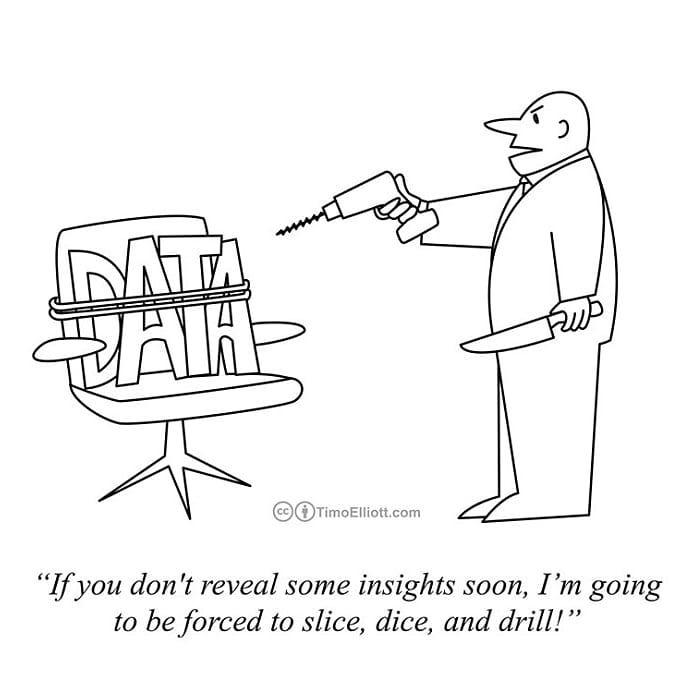 DATA
cc TimoElliott.com
“If you don't reveal some insights soon, I’m going
to be forced to slice, dice, and drill!”